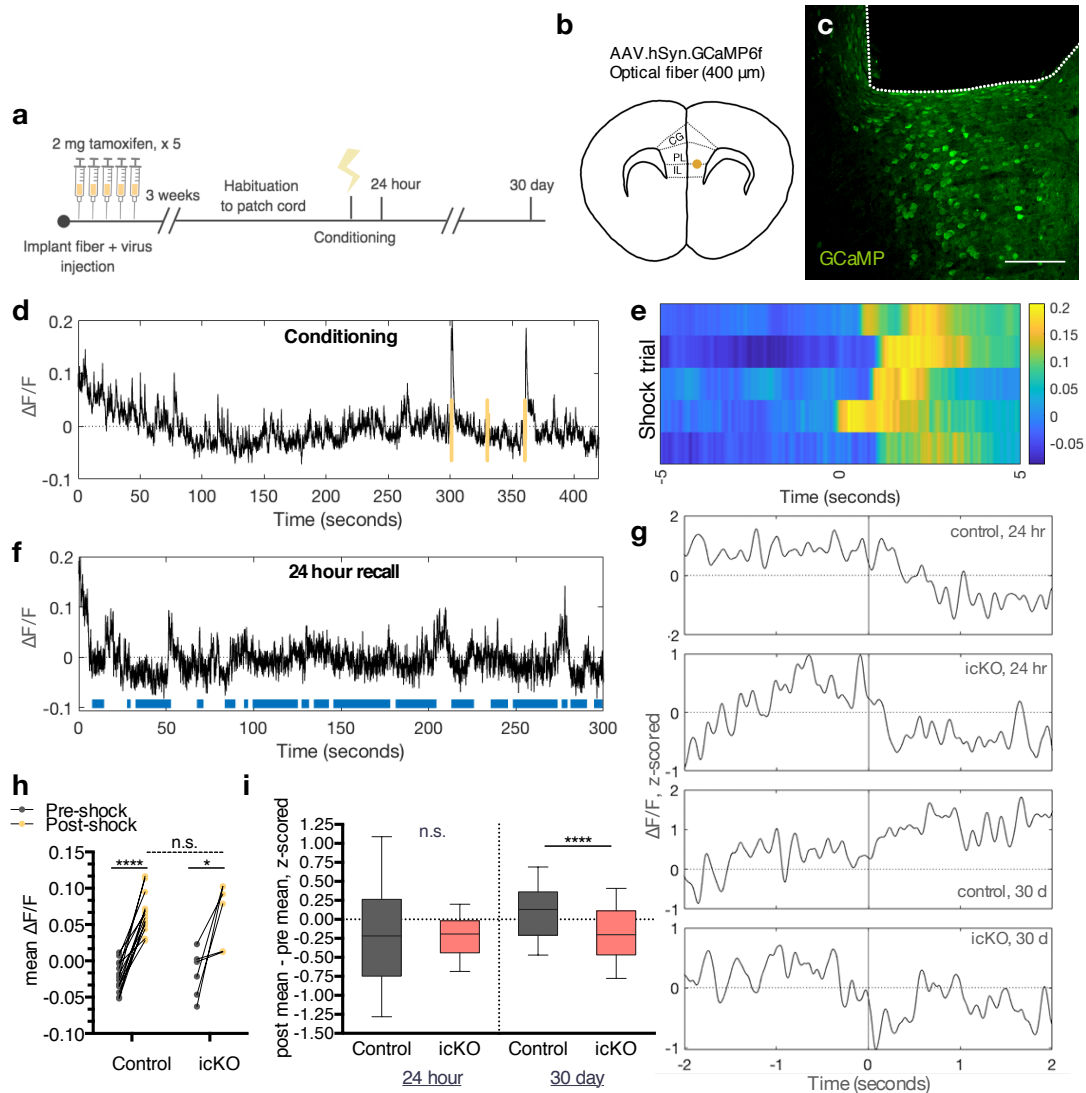 a
2 mg tamoxifen, x 5
3 weeks
Habituation
to patch cord
24 hour
30 day
Implant fiber + virus
injection
Conditioning
b
AAV.hSyn.GCaMP6f
Optical fiber (400 µm)
CG
PL
IL
c
GCaMP
d
Conditioning
ΔF/F
0.2
0.1
0
-0.1
0 50 100 150 200 250 300 350 400
Time (seconds)
e
Shock trial
-5 0 5
Time (seconds)
0.2
0.15
0.1
0.05
0
-0.05
f
24 hour recall
ΔF/F
0.2
0.1
0
-0.1
0 50 100 150 200 250 300
Time (seconds)
g
ΔF/F, z-scored
control, 24 hr
2
0
2
icKO, 24 hr
1
0
-1
control, 30 d
2
1
0
-1
icKO, 30 d
1
0
-1
-2 -1 0 1 2
Time (seconds)
h
Pre-shock
Post-shock
n.s.
**** *
mean ΔF/F
0.15
0.10
0.05
0.00
-0.05
-0.10
Control icKO
i
post mean - pre mean, z-scored
1.25
1.00
0.75
0.50
0.25
0.00
-0.25
-0.50
-0.75
-1.00
-1.25
-1.50
n.s. ****
Control icKO Control icKO
24 hour 30 day